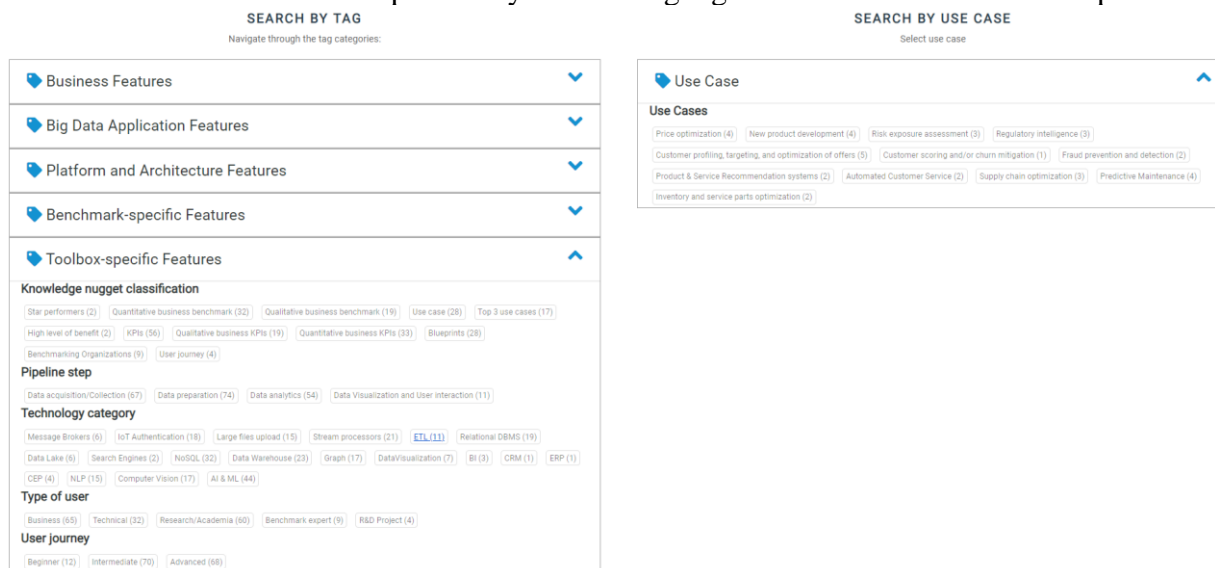 SEARCH BY TAG
Navigate through the tag categories:
Business Features
Big Data Application Features
Platform and Architecture Features
Benchmark-specific Features
Toolbox-specific Features
Knowledge nugget classification
Star performers (2) Quantitative business benchmark (32) Qualitative business benchmark (19) Use case (28) Top 3 use cases (17)
High level of benefit (2) KPIs (56) Qualitative business KPIs (19) Quantitative business KPIs (33) Blueprints (28)
Benchmarking Organizations (9) User journey (4)
Pipeline step
Data acquisition/Collection (67) Data preparation (74) Data analytics (54) Data Visualization and User interaction (11)
Technology category
Message Brokers (6) IoT Authentication (18) Large files upload (15) Stream processors (21) ETL (11) Relational DBMS (19)
Data Lake (6) Search Engines (2) NoSQL (32) Data Warehouse (23) Graph (17) DataVisualization (7) BI (3) CRM (1) ERP (1)
CEP (4) NLP (15) Computer Vision (17) AI & ML (44)
Type of user
Business (65) Technical (32) Research/Academia (60) Benchmark expert (9) R&D Project (4)
User journey
Beginner (12) Intermediate (70) Advanced (68)
SEARCH BY USE CASE
Select use case
Use Case
Use Cases
Price optimization (4) New product development (4) Risk exposure assessment (3) Regulatory intelligence (3)
Customer profiling, targeting, and optimization of offers (5) Customer scoring and/or churn mitigation (1) Fraud prevention and detection (2)
Product & Service Recommendation systems (2) Automated Customer Service (2) Supply chain optimization (3) Predictive Maintenance (4)
Inventory and service parts optimization (2)